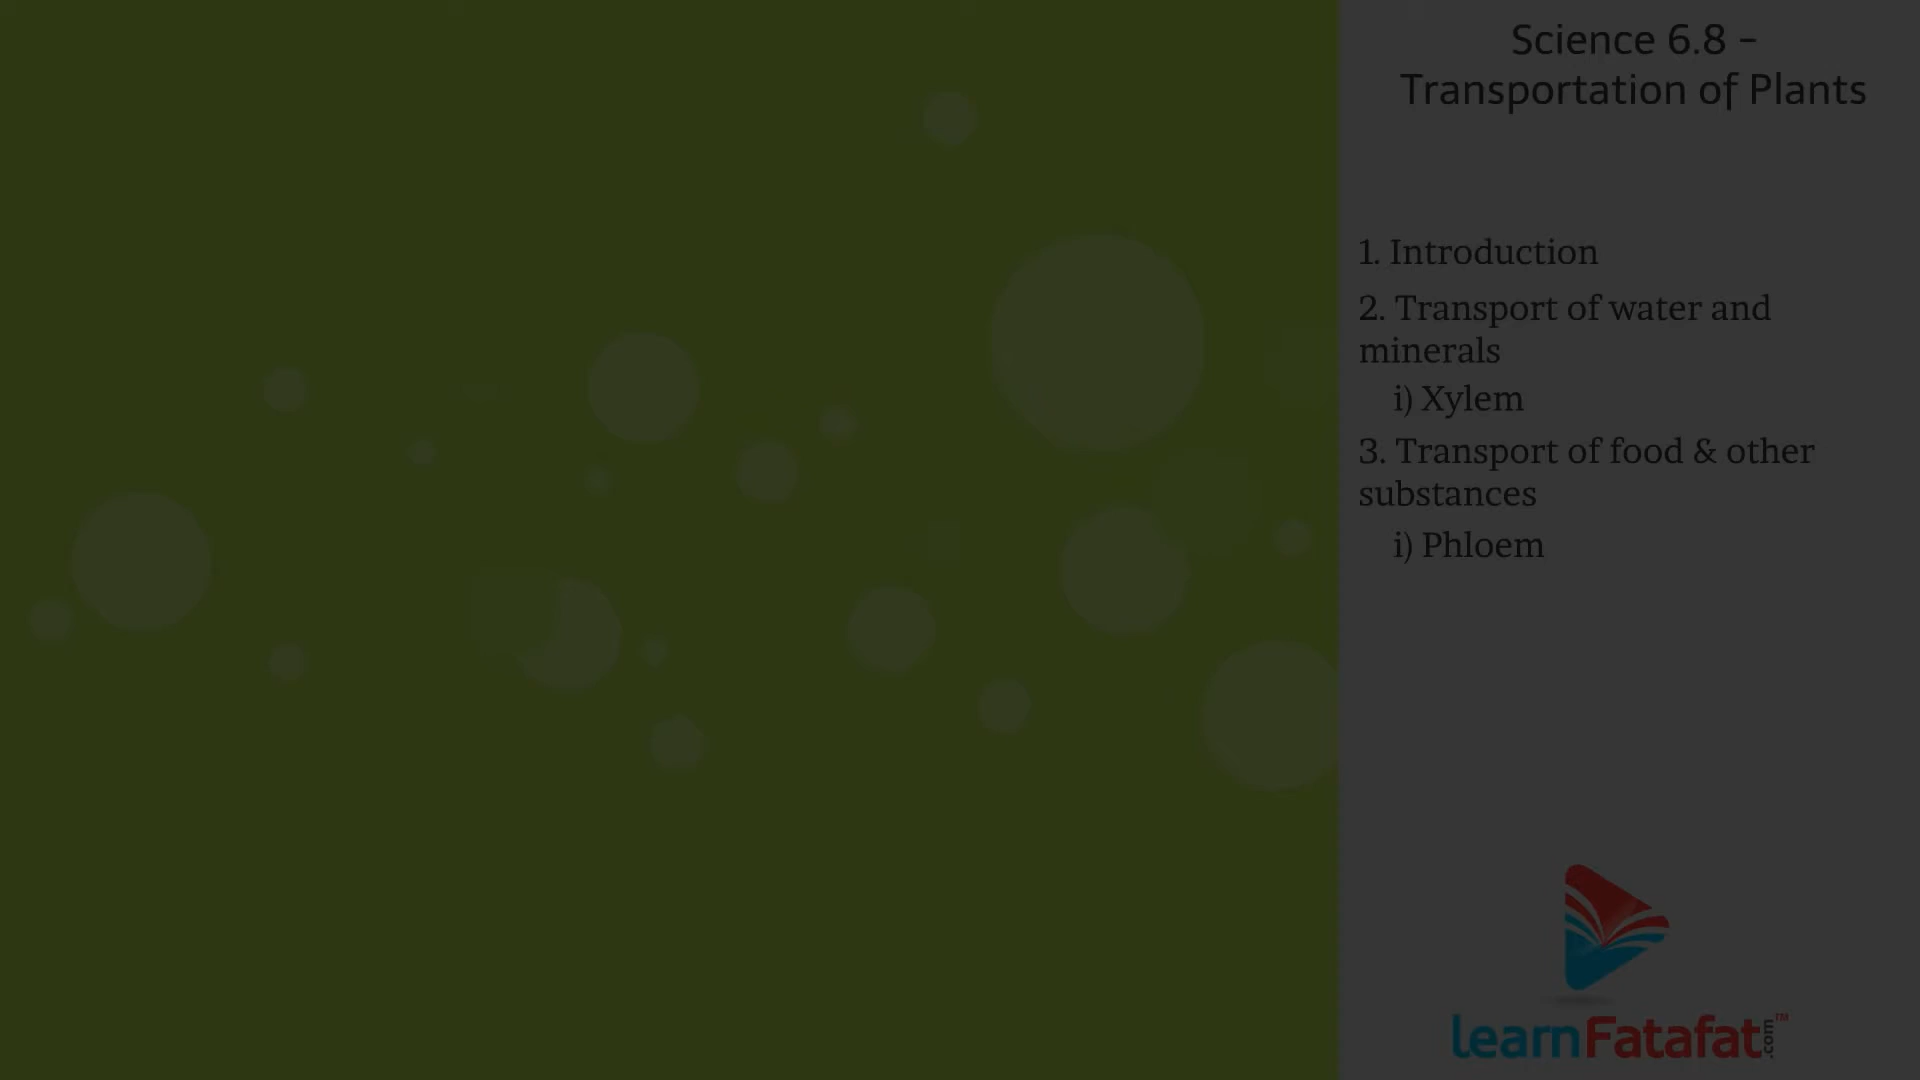 Science 6.8 –
Transportation of Plants
1. Introduction
2. Transport of water and
minerals
i) Xylem
3. Transport of food & other
substances
i) Phloem
learnFatafat.com™